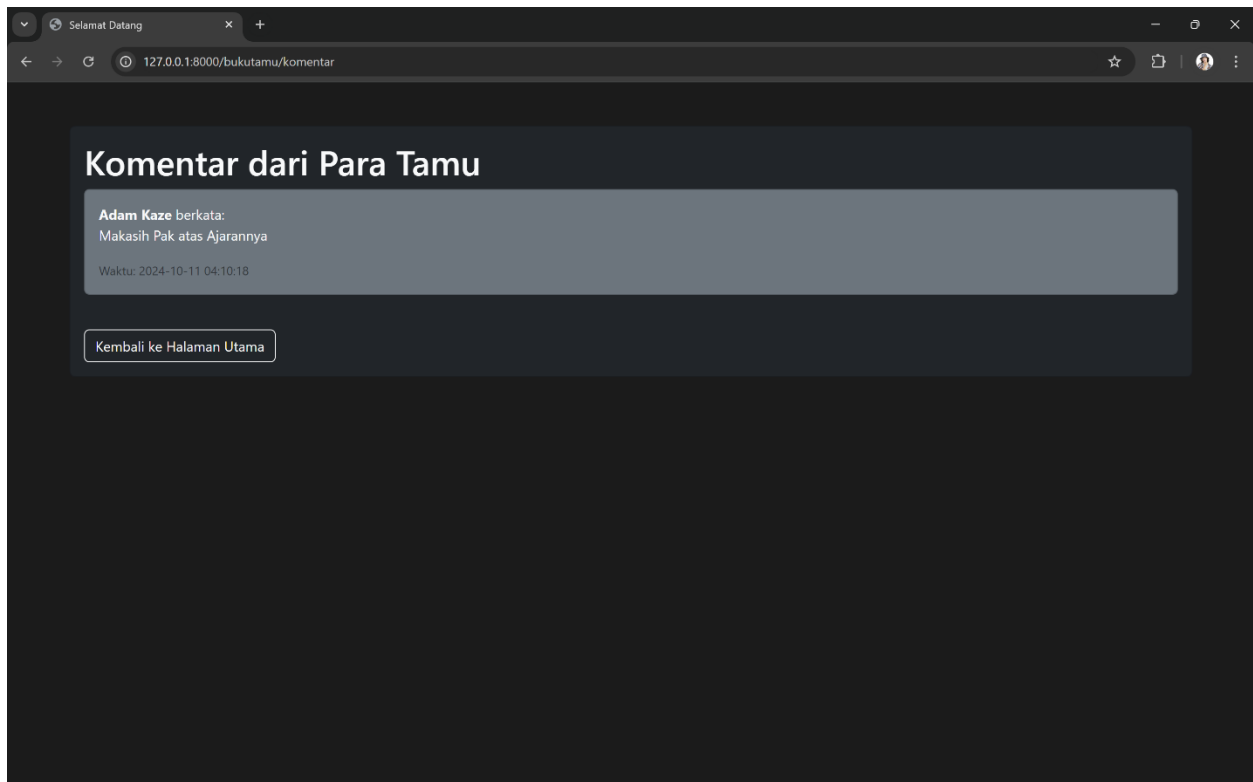 Selamat Datang
127.0.0.1:8000/bukutamu/komentar
Komentar dari Para Tamu
Adam Kaze berkata:
Makasih Pak atas Ajarannya
Waktu: 2024-10-11 04:10:18
Kembali ke Halaman Utama